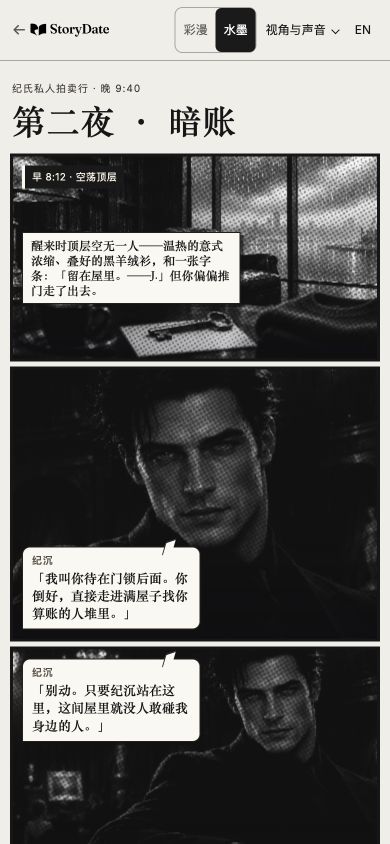 StoryDate
彩漫
水墨
视角与声音
EN
纪氏私人拍卖行 · 晚 9:40
第二夜 · 暗账
早 8:12 · 空荡顶层
醒来时顶层空无一人——温热的意式
浓缩、叠好的黑羊绒衫，和一张字
条：「留在屋里。——J.」但你偏偏推
门走了出去。
纪沉
「我叫你待在门锁后面。你
倒好，直接走进满屋子找你
算账的人堆里。」
纪沉
「别动。只要纪沉站在这
里，这间屋里就没人敢碰我
身边的人。」